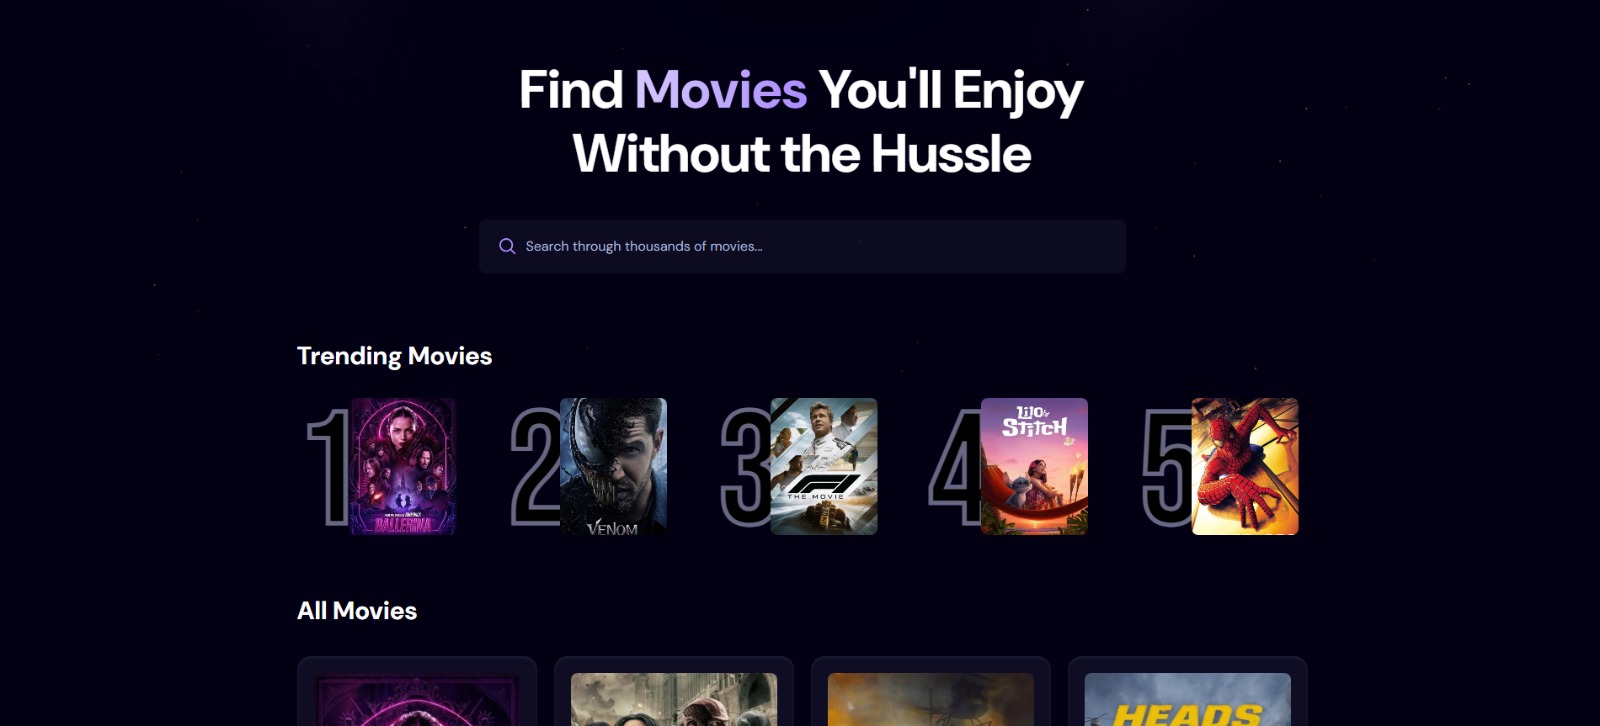 Find Movies You'll Enjoy
Without the Hussle
Search through thousands of movies...
Trending Movies
1
BALLERINA
2
VENOM
3
F1
THE MOVIE
4
Lilo &
Stitch
5
All Movies
HEADS